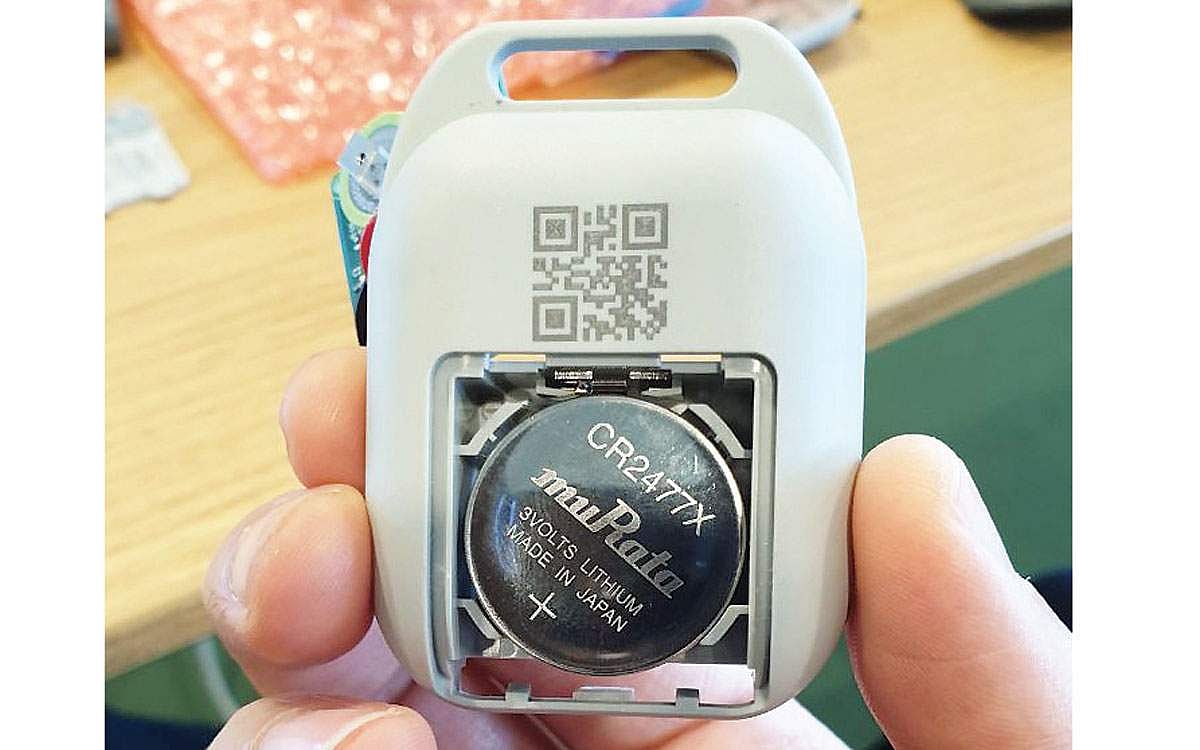 CR2477X
muRata
3VOLTS LITHIUM
MADE IN JAPAN
+